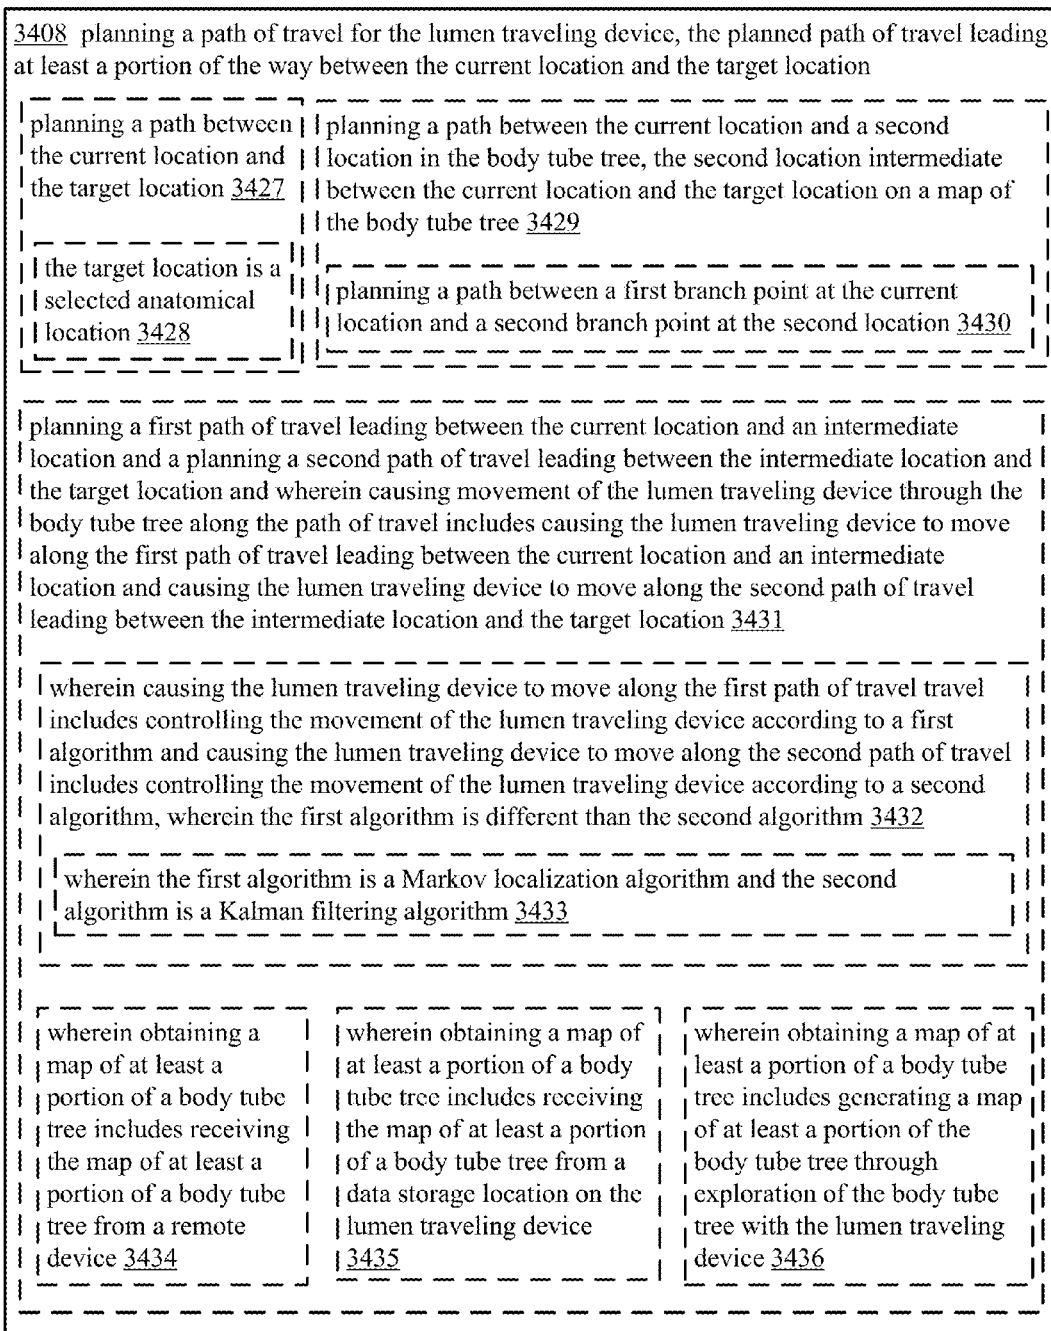 3408 planning a path of travel for the lumen traveling device, the planned path of travel leading
at least a portion of the way between the current location and the target location
planning a path between
the current location and
the target location 3427
the target location is a
selected anatomical
location 3428
planning a path between the current location and a second
location in the body tube tree, the second location intermediate
between the current location and the target location on a map of
the body tube tree 3429
planning a path between a first branch point at the current
location and a second branch point at the second location 3430
planning a first path of travel leading between the current location and an intermediate
location and a planning a second path of travel leading between the intermediate location and
the target location and wherein causing movement of the lumen traveling device through the
body tube tree along the path of travel includes causing the lumen traveling device to move
along the first path of travel leading between the current location and an intermediate
location and causing the lumen traveling device to move along the second path of travel
leading between the intermediate location and the target location 3431
wherein causing the lumen traveling device to move along the first path of travel travel
includes controlling the movement of the lumen traveling device according to a first
algorithm and causing the lumen traveling device to move along the second path of travel
includes controlling the movement of the lumen traveling device according to a second
algorithm, wherein the first algorithm is different than the second algorithm 3432
wherein the first algorithm is a Markov localization algorithm and the second
algorithm is a Kalman filtering algorithm 3433
wherein obtaining a
map of at least a
portion of a body tube
tree includes receiving
the map of at least a
portion of a body tube
tree from a remote
device 3434
wherein obtaining a map of
at least a portion of a body
tube tree includes receiving
the map of at least a portion
of a body tube tree from a
data storage location on the
lumen traveling device
3435
wherein obtaining a map of at
least a portion of a body tube
tree includes generating a map
of at least a portion of the
body tube tree through
exploration of the body tube
tree with the lumen traveling
device 3436